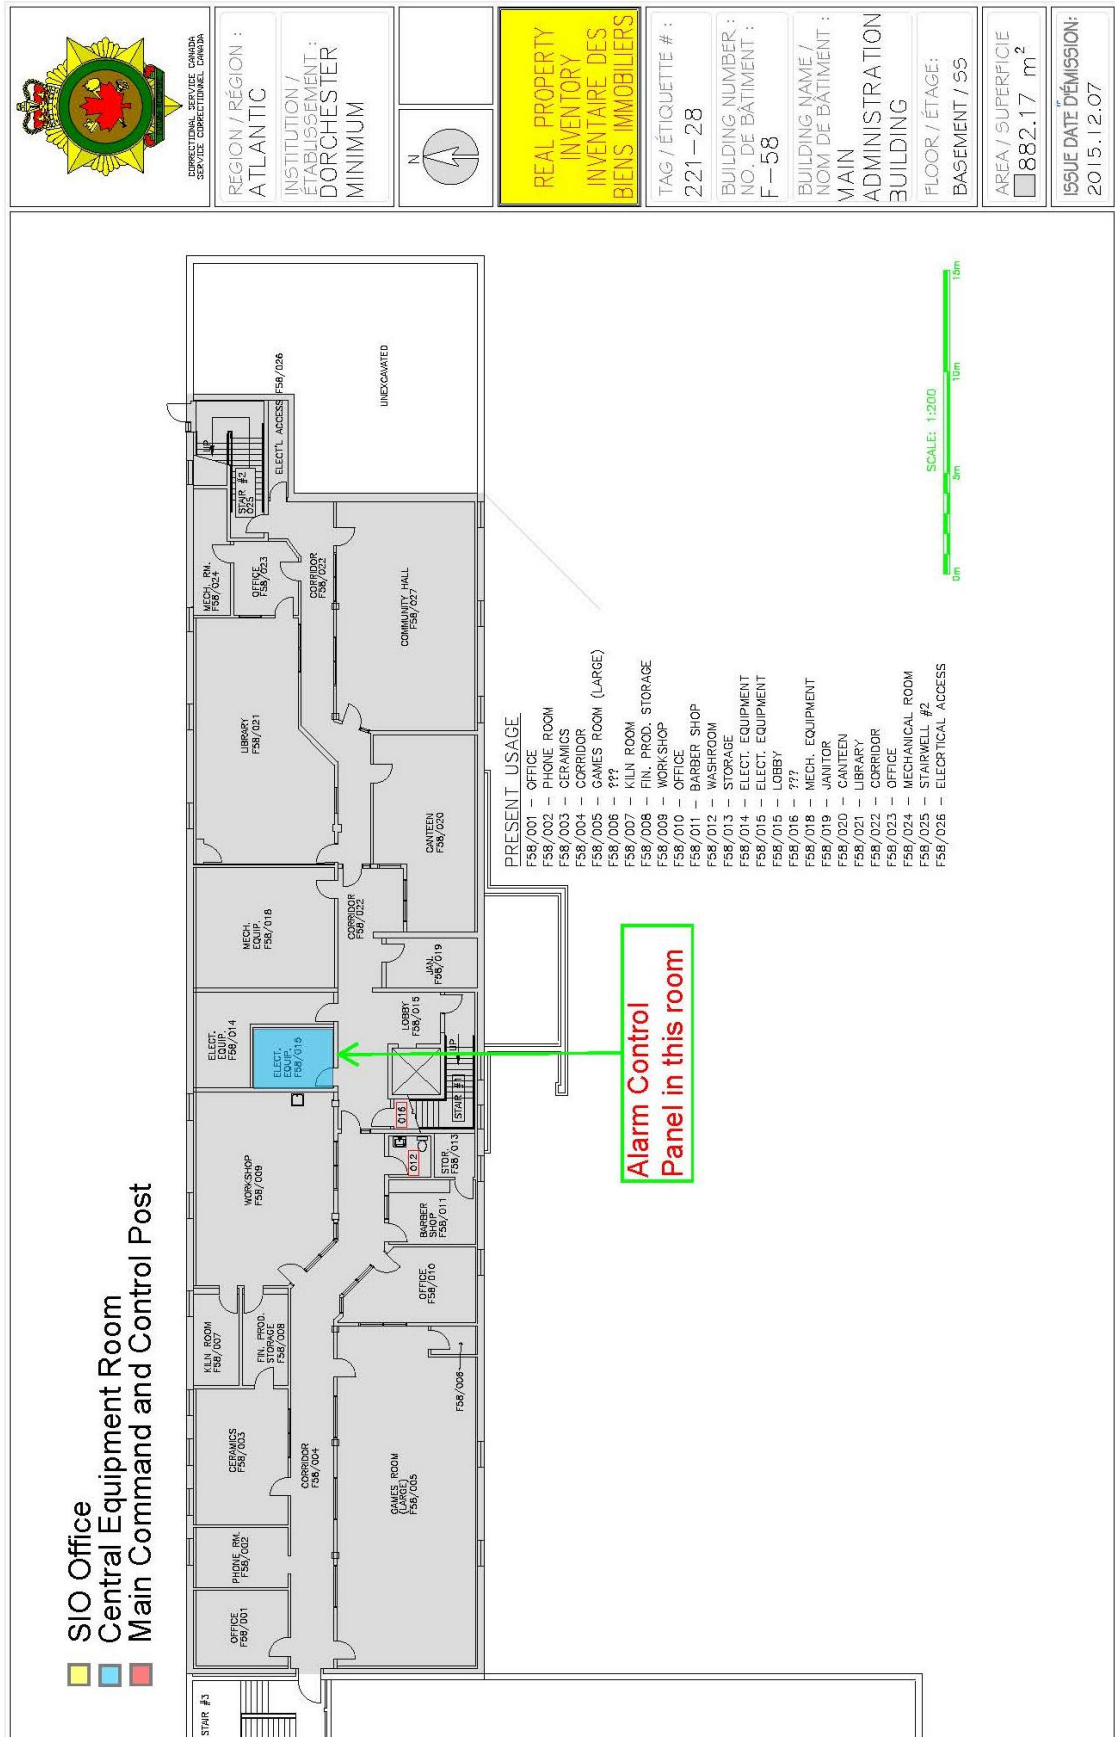 SIO Office
Central Equipment Room
Main Command and Control Post
STAIR #3
OFFICE
F58/001
PHONE RM.
F58/002
CERAMICS
F58/003
KILN ROOM
F58/007
FIN. PROD.
STORAGE
F58/008
CORRIDOR
F58/004
GAMES ROOM
(LARGE)
F58/005
F58/006
WORKSHOP
F58/009
OFFICE
F58/010
BARBER
SHOP
F58/011
012
STOR.
F58/013
016
STAIR #1
UP
ELECT.
EQUIP.
F58/014
ELECT.
EQUIP.
F58/015
LOBBY
F58/015
MECH.
EQUIP.
F58/018
JAN.
F58/019
CORRIDOR
F58/022
CANTEEN
F58/020
LIBRARY
F58/021
MECH. RM.
F58/024
OFFICE
F58/023
CORRIDOR
F58/022
COMMUNITY HALL
F58/027
STAIR #2
025
UP
ELECT'L ACCESS F58/026
UNEXCAVATED
Alarm Control
Panel in this room
PRESENT USAGE
F58/001 - OFFICE
F58/002 - PHONE ROOM
F58/003 - CERAMICS
F58/004 - CORRIDOR
F58/005 - GAMES ROOM (LARGE)
F58/006 - ???
F58/007 - KILN ROOM
F58/008 - FIN. PROD. STORAGE
F58/009 - WORKSHOP
F58/010 - OFFICE
F58/011 - BARBER SHOP
F58/012 - WASHROOM
F58/013 - STORAGE
F58/014 - ELECT. EQUIPMENT
F58/015 - ELECT. EQUIPMENT
F58/015 - LOBBY
F58/016 - ???
F58/018 - MECH. EQUIPMENT
F58/019 - JANITOR
F58/020 - CANTEEN
F58/021 - LIBRARY
F58/022 - CORRIDOR
F58/023 - OFFICE
F58/024 - MECHANICAL ROOM
F58/025 - STAIRWELL #2
F58/026 - ELECRTICAL ACCESS
SCALE: 1:200
0m 5m 10m 15m
CORRECTIONAL SERVICE CANADA
SERVICE CORRECTIONNEL CANADA
REGION / RÉGION :
ATLANTIC
INSTITUTION /
ÉTABLISSEMENT :
DORCHESTER
MINIMUM
N
REAL PROPERTY
INVENTORY
INVENTAIRE DES
BIENS IMMOBILIERS
TAG / ÉTIQUETTE # :
221-28
BUILDING NUMBER :
NO. DE BÂTIMENT :
F-58
BUILDING NAME /
NOM DE BÂTIMENT :
MAIN
ADMINISTRATION
BUILDING
FLOOR / ÉTAGE:
BASEMENT / SS
AREA / SUPERFICIE
882.17 m²
ISSUE DATE D'ÉMISSION:
2015.12.07